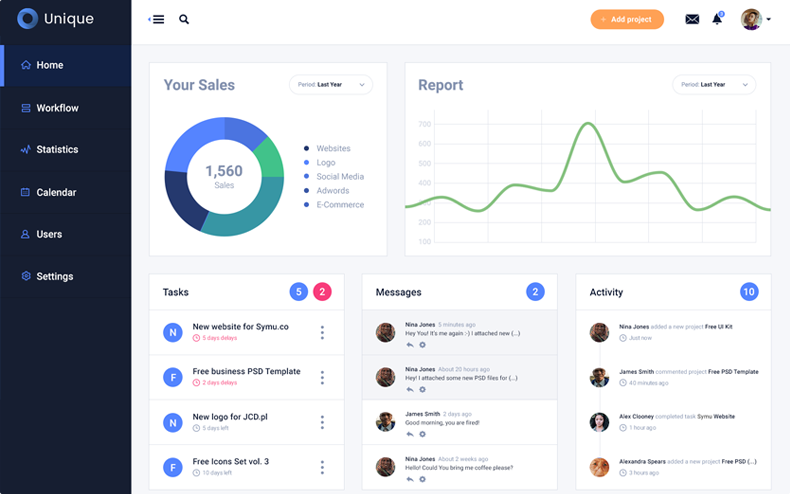 Unique
Add project
3
Home
Workflow
Statistics
Calendar
Users
Settings
Your Sales
Period: Last Year
1,560
Sales
Websites
Logo
Social Media
Adwords
E-Commerce
Report
Period: Last Year
700
600
500
400
300
200
100
Tasks
5
2
N
New website for Symu.co
5 days delays
F
Free business PSD Template
2 days delays
N
New logo for JCD.pl
5 days left
F
Free Icons Set vol. 3
10 days left
Messages
2
Nina Jones 5 minutes ago
Hey You! It's me again :-) I attached new (...)
Nina Jones About 20 hours ago
Hey! I attached some new PSD files for (...)
James Smith 2 days ago
Good morning, you are fired!
Nina Jones About 2 weeks ago
Hello! Could You bring me coffee please?
Activity
10
Nina Jones added a new project Free UI Kit
Just now
James Smith commented project Free PSD Template
40 minutes ago
Alex Clooney completed task Symu Website
1 hour ago
Alexandra Spears added a new project Free PSD (...)
3 hours ago